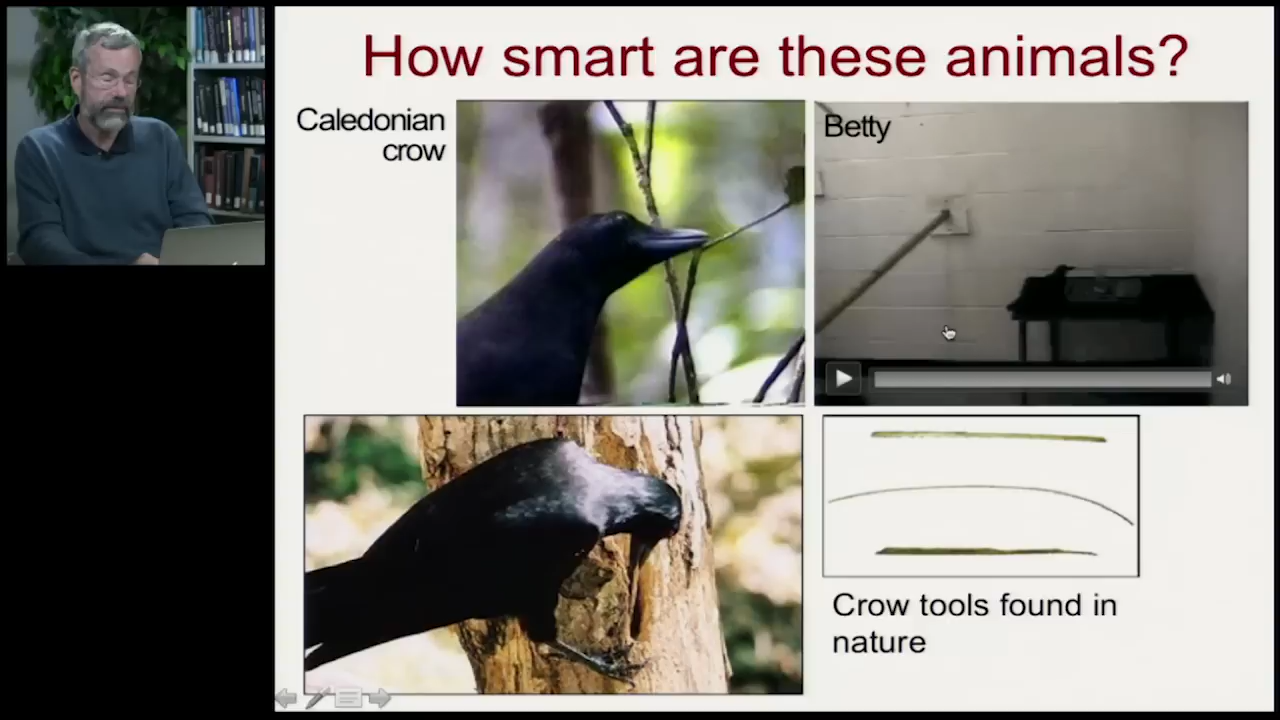 How smart are these animals?
Caledonian
crow
Betty
Crow tools found in
nature